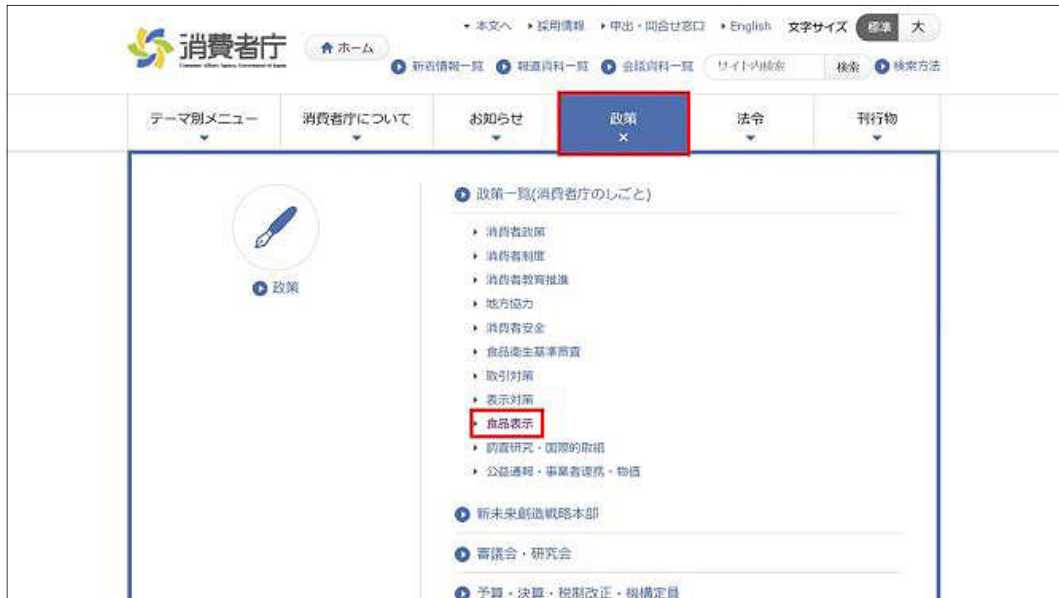 本文へ 採用情報 申出・問合せ窓口 English 文字サイズ 標準 大
消費者庁 ホーム
新着情報一覧 報道資料一覧 会議資料一覧 サイト内検索 検索 検索方法
テーマ別メニュー 消費者庁について お知らせ 政策 法令 刊行物
政策一覧(消費者庁のしごと)
消費者政策
消費者制度
消費者教育推進
政策
地方協力
消費者安全
食品衛生基準審査
取引対策
表示対策
食品表示
調査研究・国際的取組
公益通報・事業者連携・物価
新未来創造戦略本部
審議会・研究会
予算・決算・税制改正・機構定員